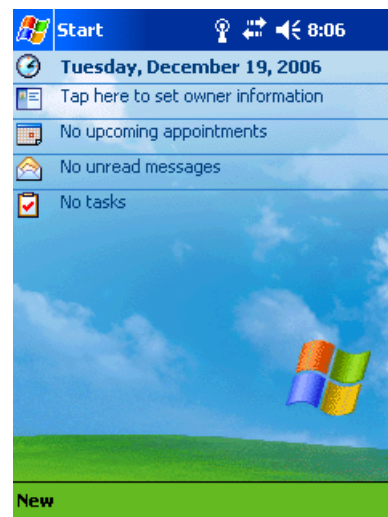 Start 8:06
Tuesday, December 19, 2006
Tap here to set owner information
No upcoming appointments
No unread messages
No tasks
New